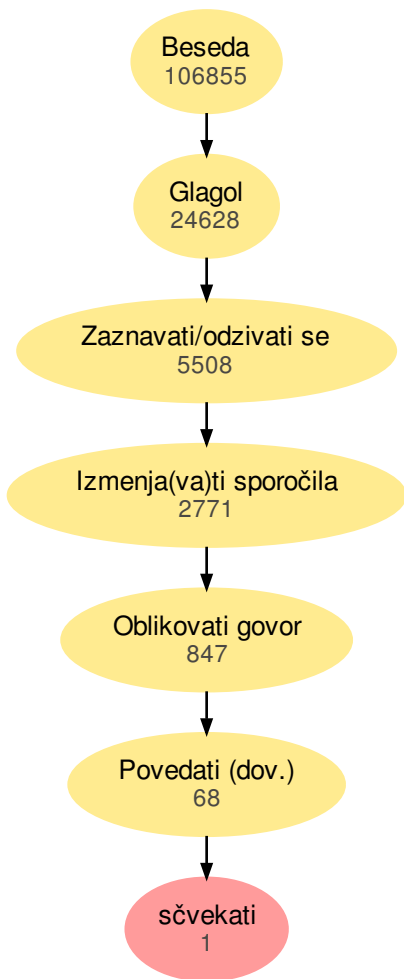 Beseda
106855
Glagol
24628
Zaznavati/odzivati se
5508
Izmenja(va)ti sporočila
2771
Oblikovati govor
847
Povedati (dov.)
68
sčvekati
1